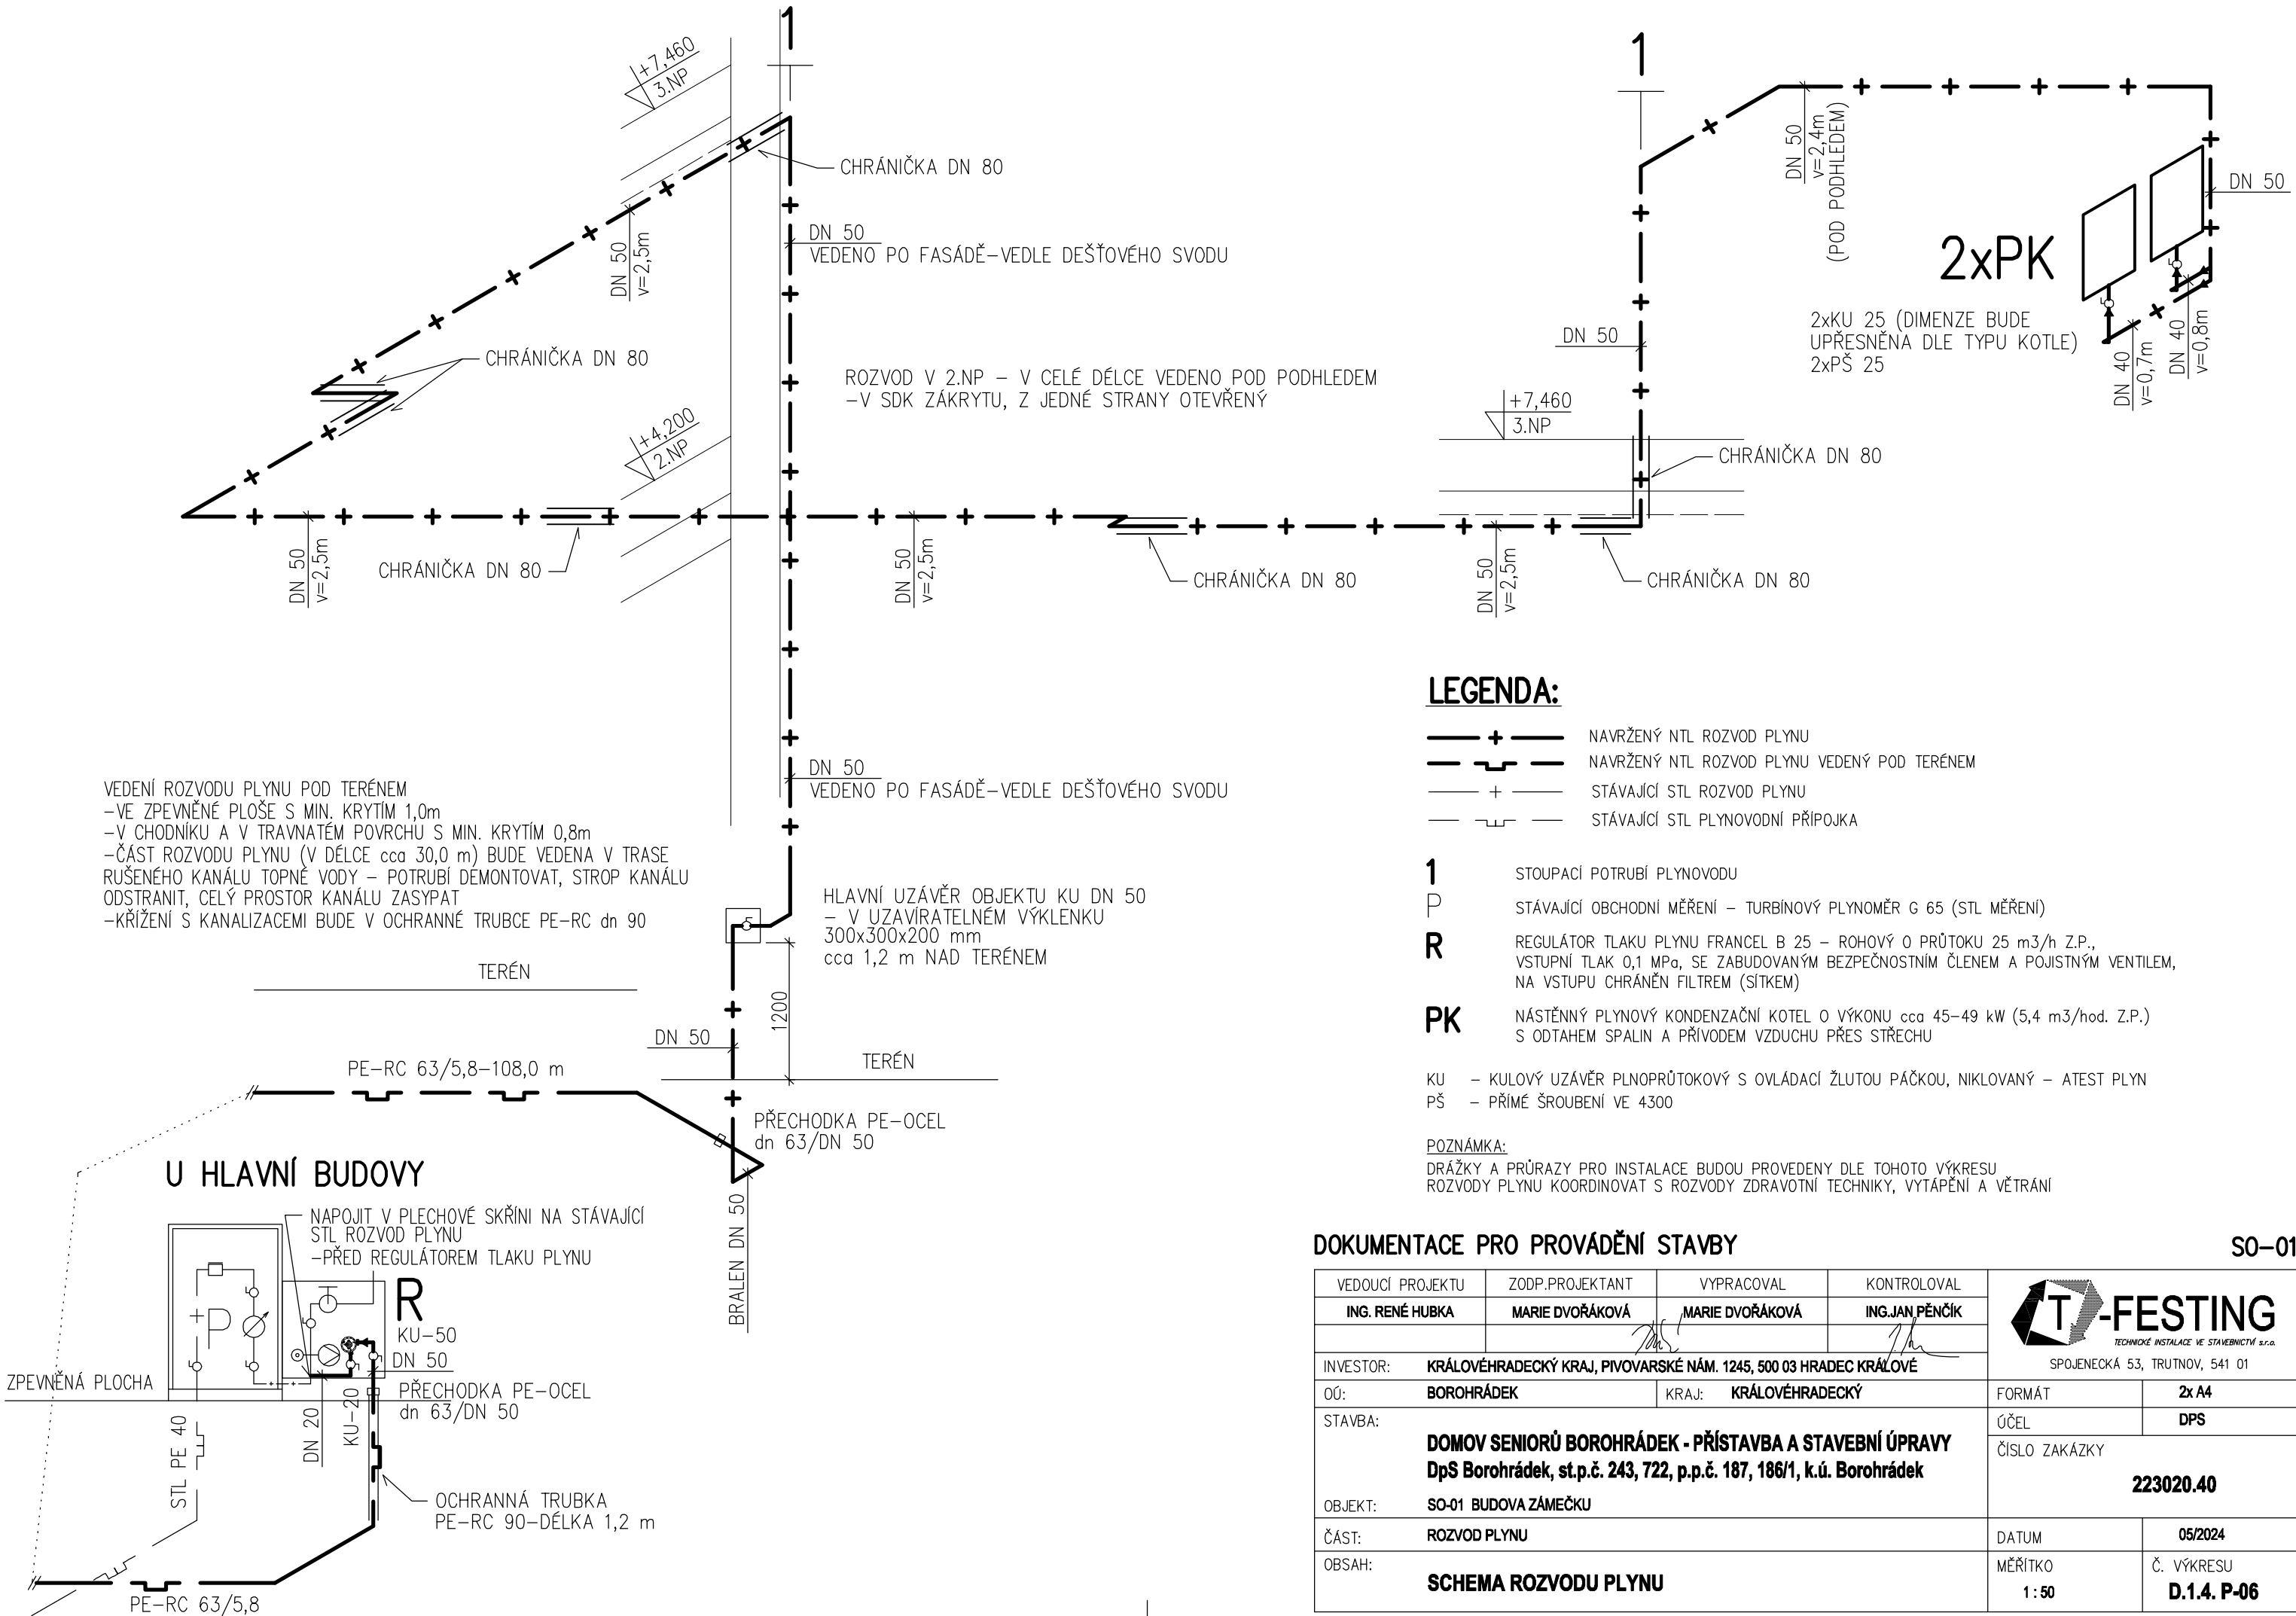 1
+7,460
3.NP
CHRÁNIČKA DN 80
DN 50
VEDENO PO FASÁDĚ-VEDLE DEŠŤOVÉHO SVODU
DN 50
v=2,5m
CHRÁNIČKA DN 80
ROZVOD V 2.NP - V CELÉ DÉLCE VEDENO POD PODHLEDEM
-V SDK ZÁKRYTU, Z JEDNÉ STRANY OTEVŘENÝ
+4,200
2.NP
DN 50
v=2,5m
CHRÁNIČKA DN 80
DN 50
v=2,5m
CHRÁNIČKA DN 80
DN 50
v=2,5m
CHRÁNIČKA DN 80
1
DN 50
v=2,4m
(POD PODHLEDEM)
DN 50
2xPK
2xKU 25 (DIMENZE BUDE
UPŘESNĚNA DLE TYPU KOTLE)
2xPŠ 25
DN 40
v=0,7m
DN 40
v=0,8m
DN 50
+7,460
3.NP
CHRÁNIČKA DN 80
DN 50
VEDENO PO FASÁDĚ-VEDLE DEŠŤOVÉHO SVODU
VEDENÍ ROZVODU PLYNU POD TERÉNEM
-VE ZPEVNĚNÉ PLOŠE S MIN. KRYTÍM 1,0m
-V CHODNÍKU A V TRAVNATÉM POVRCHU S MIN. KRYTÍM 0,8m
-ČÁST ROZVODU PLYNU (V DÉLCE cca 30,0 m) BUDE VEDENA V TRASE
RUŠENÉHO KANÁLU TOPNÉ VODY - POTRUBÍ DEMONTOVAT, STROP KANÁLU
ODSTRANIT, CELÝ PROSTOR KANÁLU ZASYPAT
-KŘÍŽENÍ S KANALIZACEMI BUDE V OCHRANNÉ TRUBCE PE-RC dn 90
HLAVNÍ UZÁVĚR OBJEKTU KU DN 50
- V UZAVÍRATELNÉM VÝKLENKU
300x300x200 mm
cca 1,2 m NAD TERÉNEM
TERÉN
1200
DN 50
TERÉN
PE-RC 63/5,8-108,0 m
PŘECHODKA PE-OCEL
dn 63/DN 50
BRALEN DN 50
U HLAVNÍ BUDOVY
NAPOJIT V PLECHOVÉ SKŘÍNI NA STÁVAJÍCÍ
STL ROZVOD PLYNU
-PŘED REGULÁTOREM TLAKU PLYNU
P
R
KU-50
DN 50
ZPEVNĚNÁ PLOCHA
PŘECHODKA PE-OCEL
dn 63/DN 50
STL PE 40
DN 20
KU-20
OCHRANNÁ TRUBKA
PE-RC 90-DÉLKA 1,2 m
PE-RC 63/5,8
LEGENDA:
NAVRŽENÝ NTL ROZVOD PLYNU
NAVRŽENÝ NTL ROZVOD PLYNU VEDENÝ POD TERÉNEM
STÁVAJÍCÍ STL ROZVOD PLYNU
STÁVAJÍCÍ STL PLYNOVODNÍ PŘÍPOJKA
1 STOUPACÍ POTRUBÍ PLYNOVODU
P STÁVAJÍCÍ OBCHODNÍ MĚŘENÍ - TURBÍNOVÝ PLYNOMĚR G 65 (STL MĚŘENÍ)
R REGULÁTOR TLAKU PLYNU FRANCEL B 25 - ROHOVÝ O PRŮTOKU 25 m3/h Z.P.,
VSTUPNÍ TLAK 0,1 MPa, SE ZABUDOVANÝM BEZPEČNOSTNÍM ČLENEM A POJISTNÝM VENTILEM,
NA VSTUPU CHRÁNĚN FILTREM (SÍTKEM)
PK NÁSTĚNNÝ PLYNOVÝ KONDENZAČNÍ KOTEL O VÝKONU cca 45-49 kW (5,4 m3/hod. Z.P.)
S ODTAHEM SPALIN A PŘÍVODEM VZDUCHU PŘES STŘECHU
KU - KULOVÝ UZÁVĚR PLNOPRŮTOKOVÝ S OVLÁDACÍ ŽLUTOU PÁČKOU, NIKLOVANÝ - ATEST PLYN
PŠ - PŘÍMÉ ŠROUBENÍ VE 4300
POZNÁMKA:
DRÁŽKY A PRŮRAZY PRO INSTALACE BUDOU PROVEDENY DLE TOHOTO VÝKRESU
ROZVODY PLYNU KOORDINOVAT S ROZVODY ZDRAVOTNÍ TECHNIKY, VYTÁPĚNÍ A VĚTRÁNÍ
DOKUMENTACE PRO PROVÁDĚNÍ STAVBY SO-01
VEDOUCÍ PROJEKTU ZODP.PROJEKTANT VYPRACOVAL KONTROLOVAL
ING. RENÉ HUBKA MARIE DVOŘÁKOVÁ MARIE DVOŘÁKOVÁ ING.JAN PĚNČÍK
T-FESTING
TECHNICKÉ INSTALACE VE STAVEBNICTVÍ s.r.o.
SPOJENECKÁ 53, TRUTNOV, 541 01
INVESTOR: KRÁLOVÉHRADECKÝ KRAJ, PIVOVARSKÉ NÁM. 1245, 500 03 HRADEC KRÁLOVÉ
OÚ: BOROHRÁDEK KRAJ: KRÁLOVÉHRADECKÝ
FORMÁT 2x A4
STAVBA:
DOMOV SENIORŮ BOROHRÁDEK - PŘÍSTAVBA A STAVEBNÍ ÚPRAVY
DpS Borohrádek, st.p.č. 243, 722, p.p.č. 187, 186/1, k.ú. Borohrádek
ÚČEL DPS
ČÍSLO ZAKÁZKY
223020.40
OBJEKT: SO-01 BUDOVA ZÁMEČKU
ČÁST: ROZVOD PLYNU
DATUM 05/2024
OBSAH:
SCHEMA ROZVODU PLYNU
MĚŘÍTKO
1 : 50
Č. VÝKRESU
D.1.4. P-06